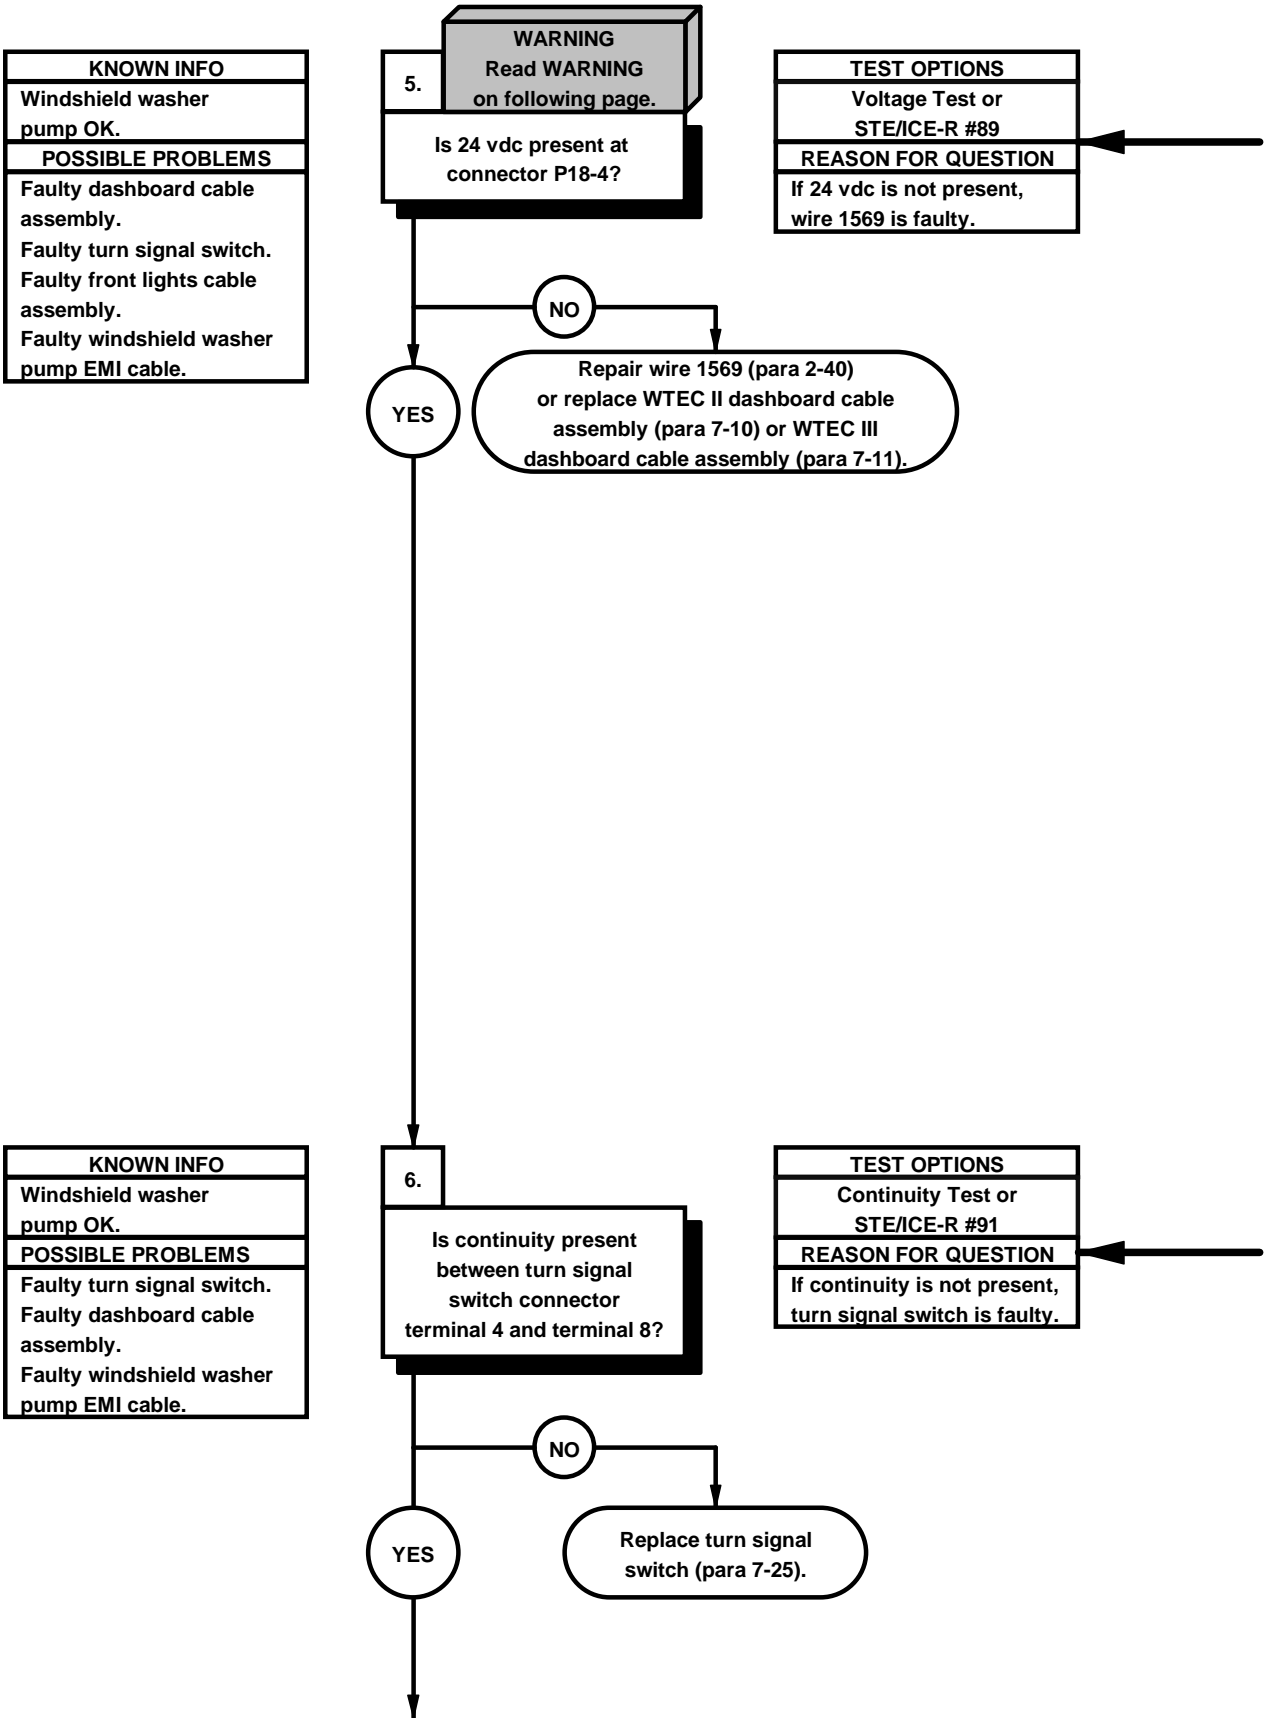 KNOWN INFO
Windshield washer
pump OK.
POSSIBLE PROBLEMS
Faulty dashboard cable
assembly.
Faulty turn signal switch.
Faulty front lights cable
assembly.
Faulty windshield washer
pump EMI cable.
5.
WARNING
Read WARNING
on following page.
Is 24 vdc present at
connector P18-4?
TEST OPTIONS
Voltage Test or
STE/ICE-R #89
REASON FOR QUESTION
If 24 vdc is not present,
wire 1569 is faulty.
NO
YES
Repair wire 1569 (para 2-40)
or replace WTEC II dashboard cable
assembly (para 7-10) or WTEC III
dashboard cable assembly (para 7-11).
KNOWN INFO
Windshield washer
pump OK.
POSSIBLE PROBLEMS
Faulty turn signal switch.
Faulty dashboard cable
assembly.
Faulty windshield washer
pump EMI cable.
6.
Is continuity present
between turn signal
switch connector
terminal 4 and terminal 8?
TEST OPTIONS
Continuity Test or
STE/ICE-R #91
REASON FOR QUESTION
If continuity is not present,
turn signal switch is faulty.
NO
YES
Replace turn signal
switch (para 7-25).